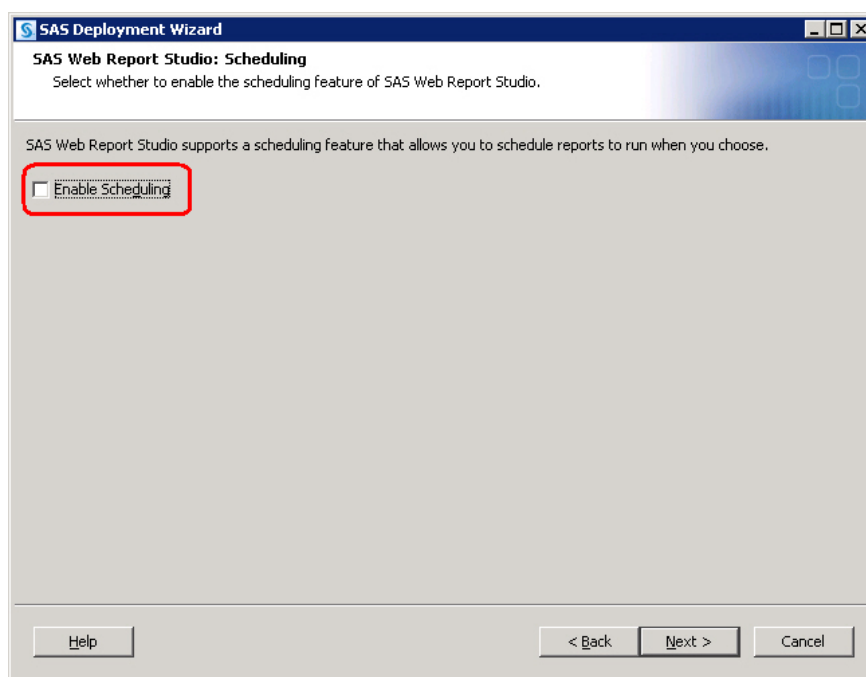 SAS Deployment Wizard
SAS Web Report Studio: Scheduling
Select whether to enable the scheduling feature of SAS Web Report Studio.
SAS Web Report Studio supports a scheduling feature that allows you to schedule reports to run when you choose.
Enable Scheduling
Help
< Back
Next >
Cancel